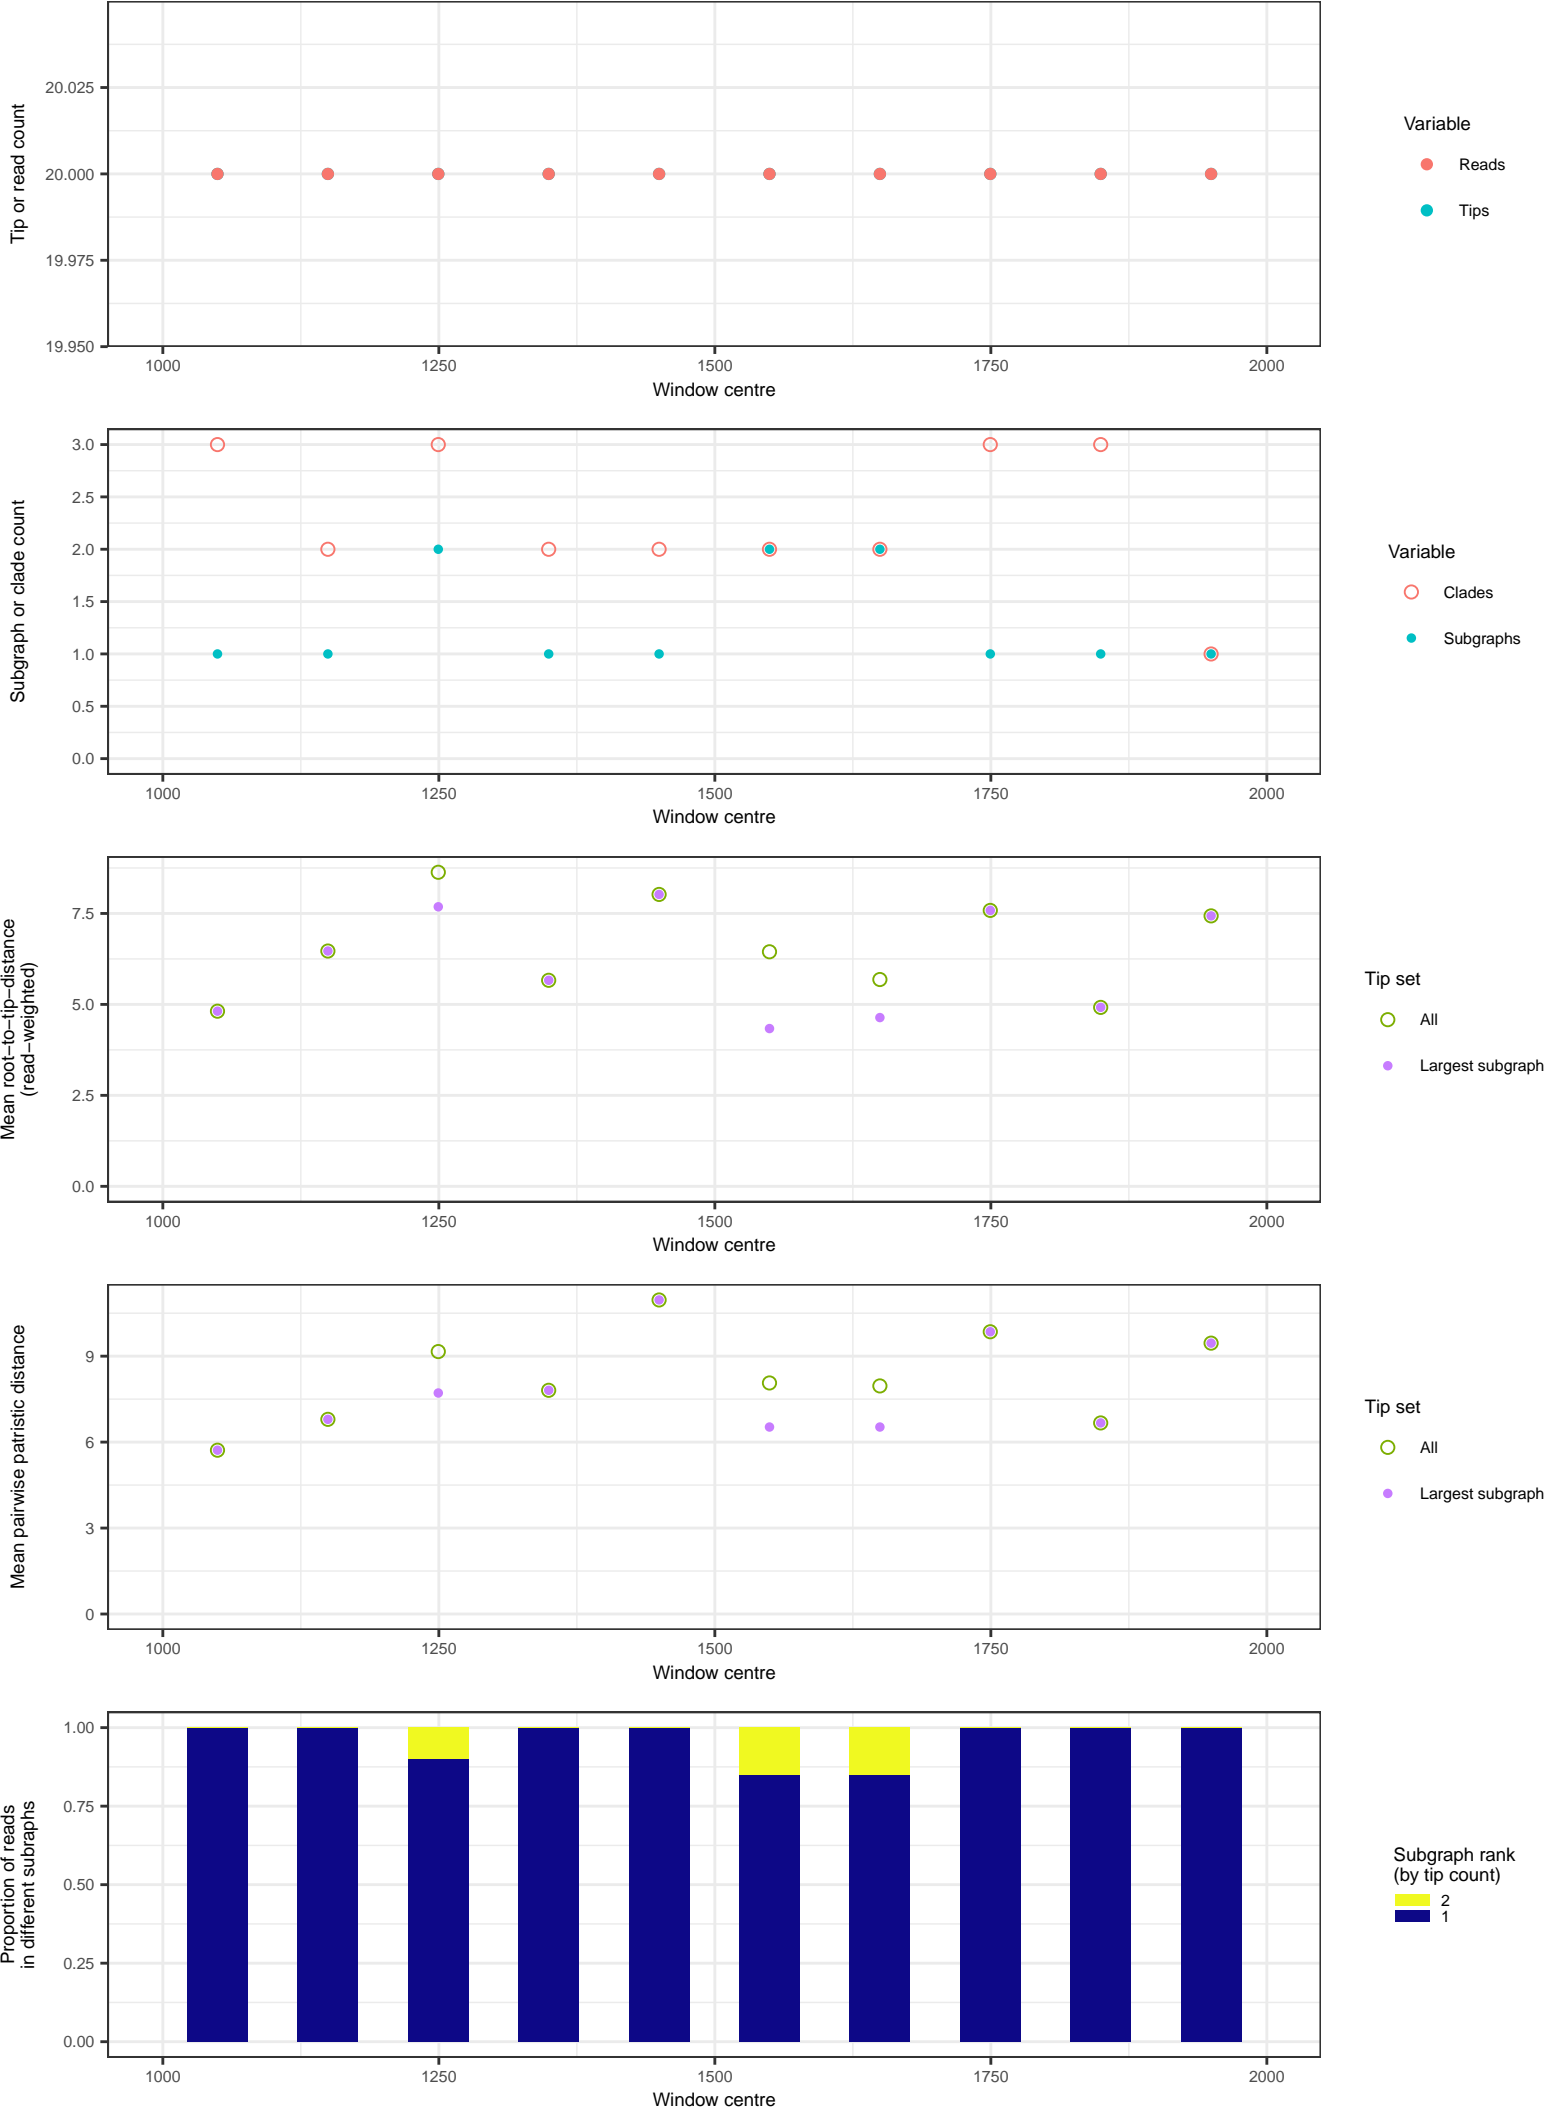 20.025
20.000
19.975
19.950
Tip or read count
1000 1250 1500 1750 2000
Window centre
Variable
Reads
Tips
3.0
2.5
2.0
1.5
1.0
0.5
0.0
Subgraph or clade count
1000 1250 1500 1750 2000
Window centre
Variable
Clades
Subgraphs
7.5
5.0
2.5
0.0
Mean root−to−tip−distance
(read−weighted)
1000 1250 1500 1750 2000
Window centre
Tip set
All
Largest subgraph
9
6
3
0
Mean pairwise patristic distance
1000 1250 1500 1750 2000
Window centre
Tip set
All
Largest subgraph
1.00
0.75
0.50
0.25
0.00
Proportion of reads
in different subraphs
1000 1250 1500 1750 2000
Window centre
Subgraph rank
(by tip count)
2
1